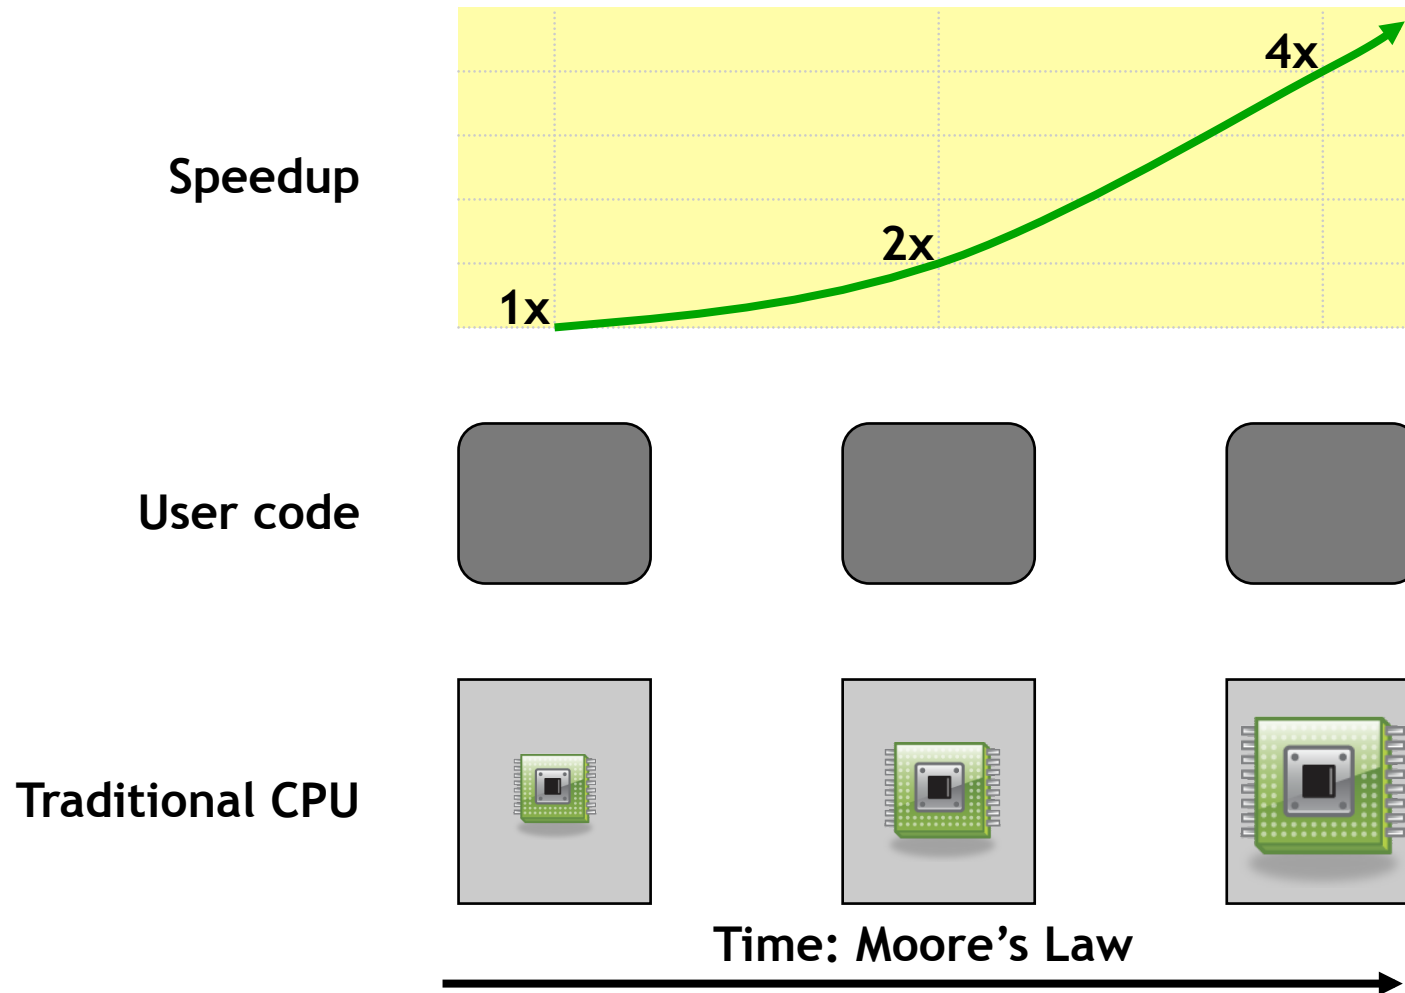 4x
Speedup
2x
1x
User code
Traditional CPU
Time: Moore’s Law